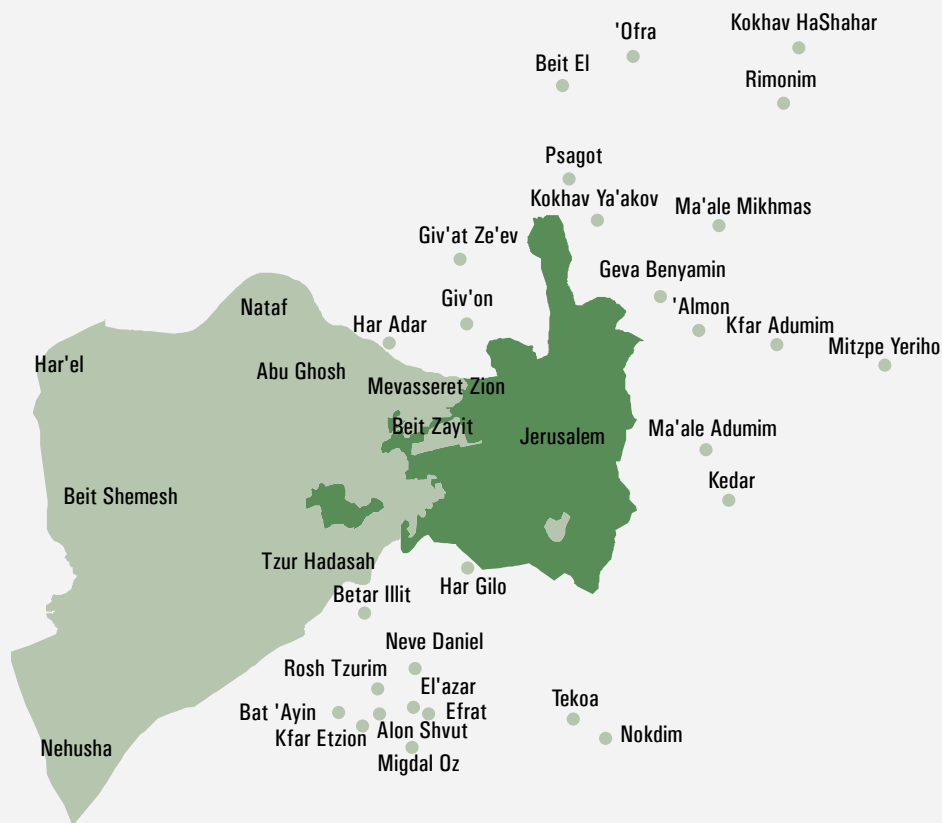 Kokhav HaShahar
'Ofra
Beit El
Rimonim
Psagot
Kokhav Ya'akov
Ma'ale Mikhmas
Giv'at Ze'ev
Geva Benyamin
Nataf
Giv'on
'Almon
Har Adar
Kfar Adumim
Mitzpe Yeriho
Har'el
Abu Ghosh
Mevasseret Zion
Beit Zayit
Jerusalem
Ma'ale Adumim
Beit Shemesh
Kedar
Tzur Hadasah
Har Gilo
Betar Illit
Neve Daniel
Rosh Tzurim
El'azar
Bat 'Ayin
Efrat
Tekoa
Kfar Etzion
Alon Shvut
Nokdim
Nehusha
Migdal Oz